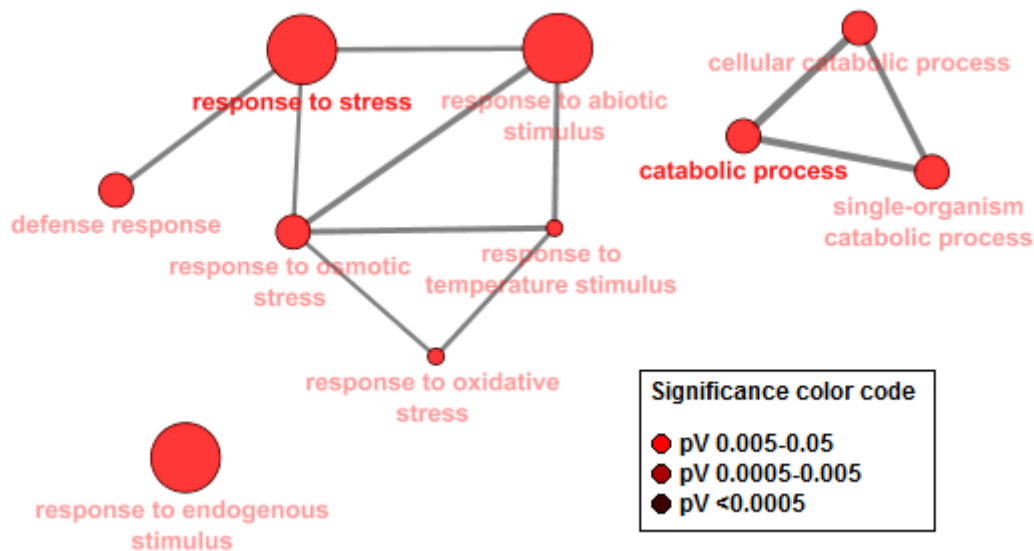 cellular catabolic process
response to stress
response to abiotic
stimulus
catabolic process
single-organism
catabolic process
defense response
response to osmotic
stress
response to
temperature stimulus
response to oxidative
stress
response to endogenous
stimulus
Significance color code
pV 0.005-0.05
pV 0.0005-0.005
pV <0.0005